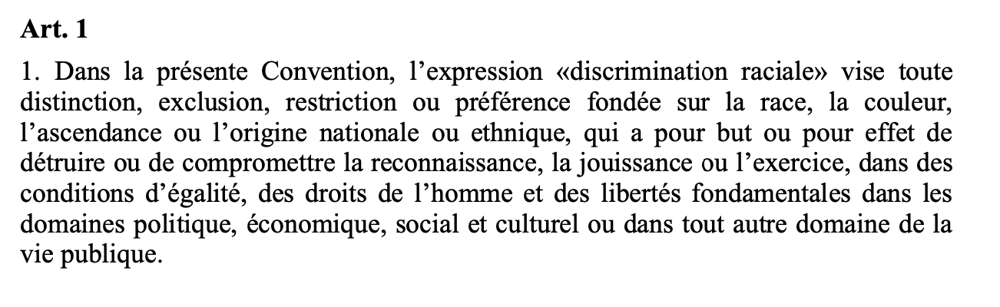 Art. 1
1. Dans la présente Convention, l’expression «discrimination raciale» vise toute
distinction, exclusion, restriction ou préférence fondée sur la race, la couleur,
l’ascendance ou l’origine nationale ou ethnique, qui a pour but ou pour effet de
détruire ou de compromettre la reconnaissance, la jouissance ou l’exercice, dans des
conditions d’égalité, des droits de l’homme et des libertés fondamentales dans les
domaines politique, économique, social et culturel ou dans tout autre domaine de la
vie publique.